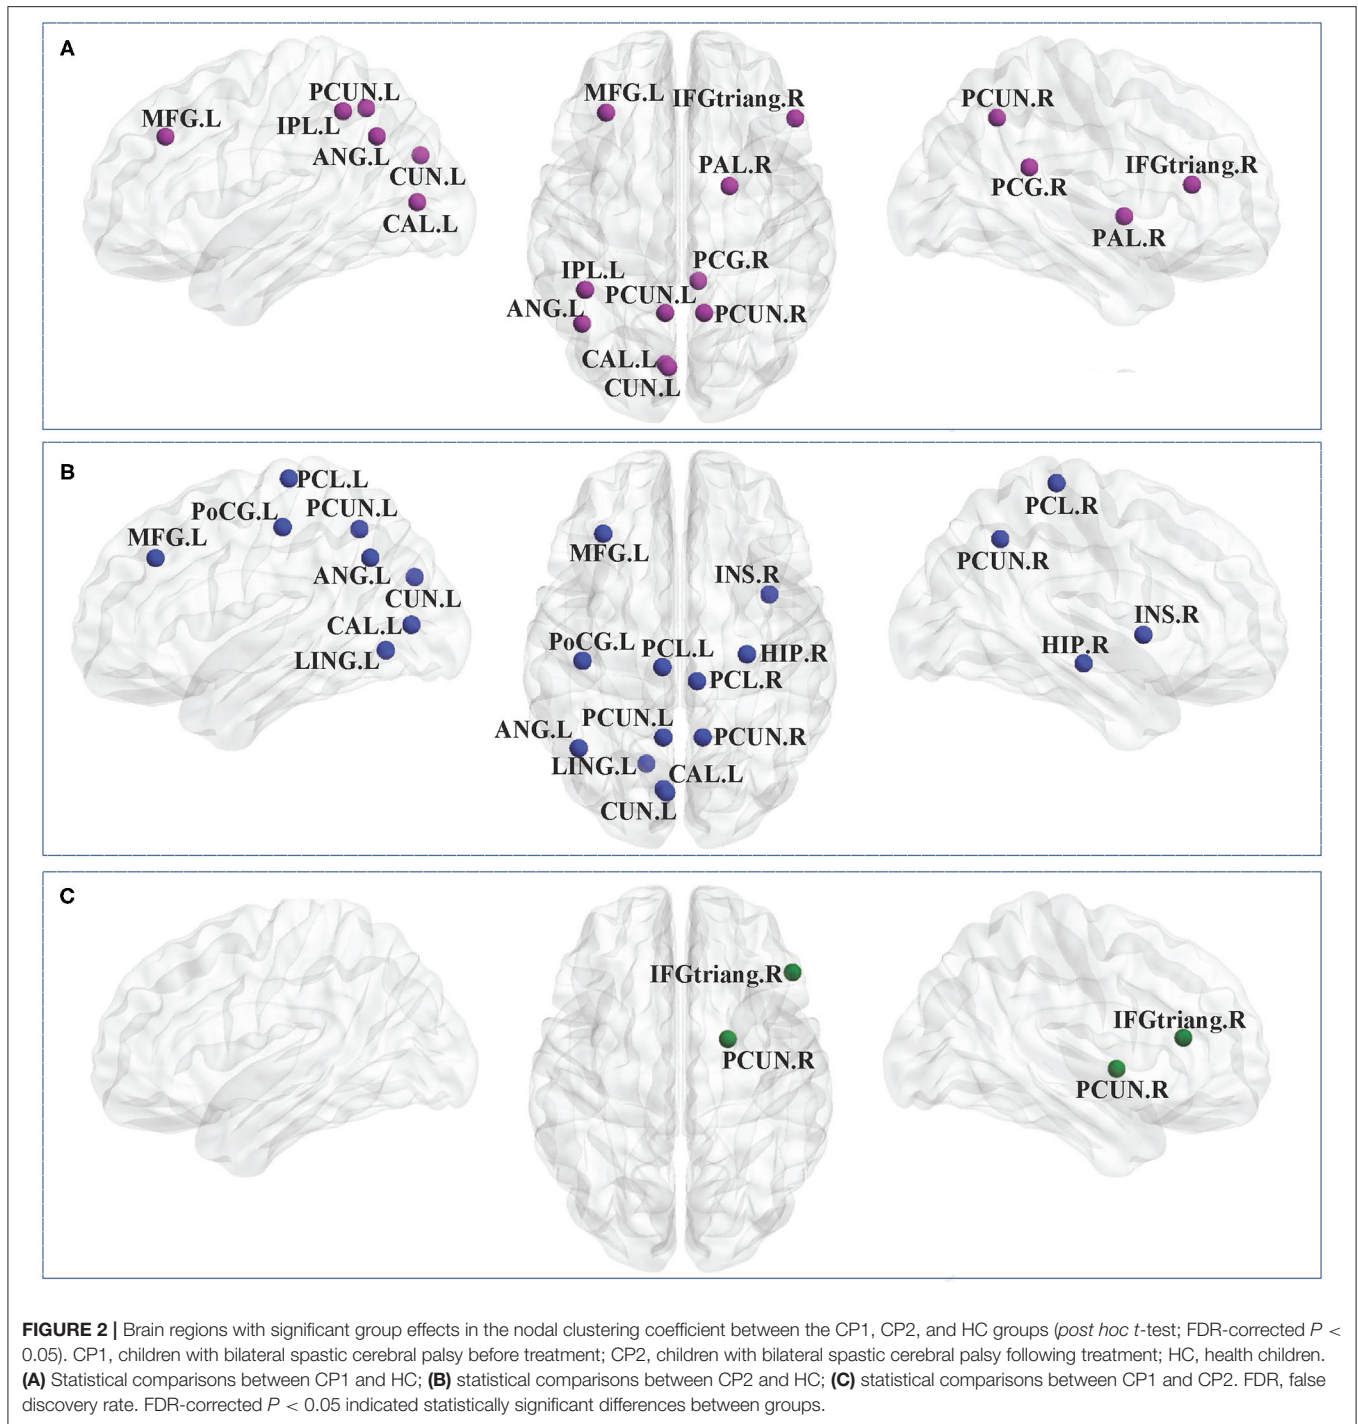 A
MFG.L
PCUN.L
IPL.L
ANG.L
CUN.L
CAL.L
MFG.L
IFGtriang.R
PAL.R
PCG.R
IPL.L
PCUN.L
ANG.L
PCUN.R
CAL.L
CUN.L
PCUN.R
PCG.R
IFGtriang.R
PAL.R
B
PCL.L
PoCG.L
PCUN.L
MFG.L
ANG.L
CUN.L
CAL.L
LING.L
MFG.L
INS.R
PoCG.L
PCL.L
HIP.R
PCL.R
PCUN.L
ANG.L
PCUN.R
LING.L
CAL.L
CUN.L
PCL.R
PCUN.R
INS.R
HIP.R
C
IFGtriang.R
PCUN.R
IFGtriang.R
PCUN.R
FIGURE 2 | Brain regions with significant group effects in the nodal clustering coefficient between the CP1, CP2, and HC groups (post hoc t-test; FDR-corrected P <
0.05). CP1, children with bilateral spastic cerebral palsy before treatment; CP2, children with bilateral spastic cerebral palsy following treatment; HC, health children.
(A) Statistical comparisons between CP1 and HC; (B) statistical comparisons between CP2 and HC; (C) statistical comparisons between CP1 and CP2. FDR, false
discovery rate. FDR-corrected P < 0.05 indicated statistically significant differences between groups.